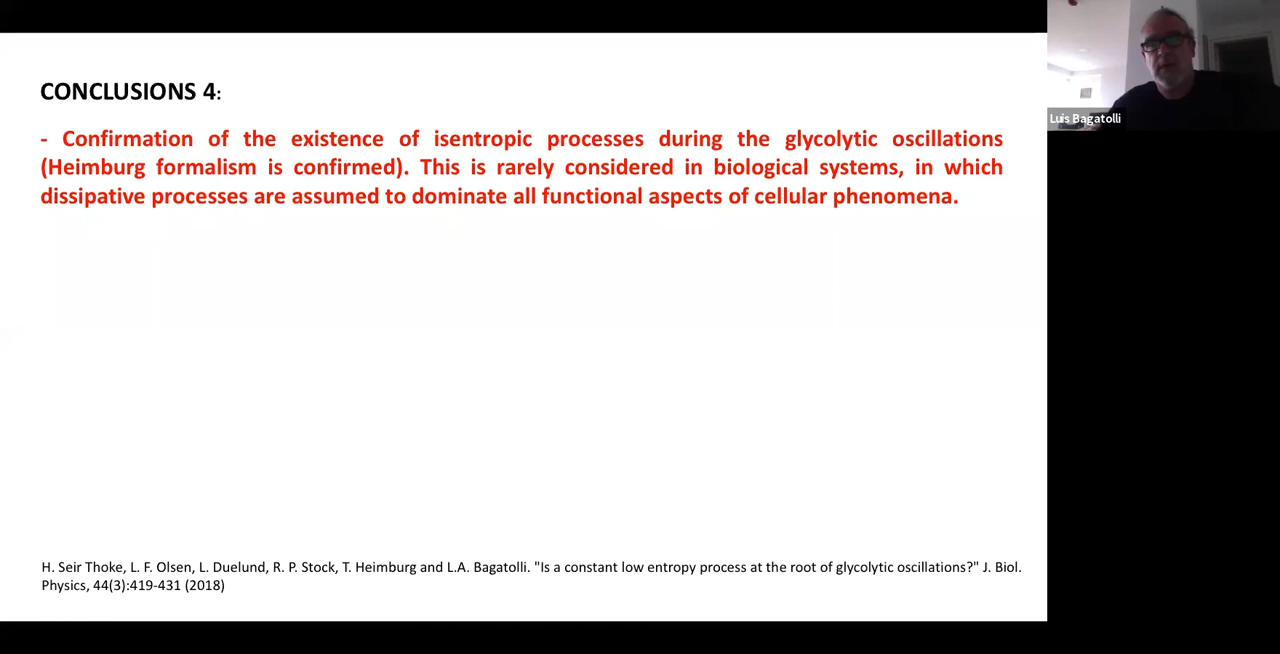 CONCLUSIONS 4:
- Confirmation of the existence of isentropic processes during the glycolytic oscillations
(Heimburg formalism is confirmed). This is rarely considered in biological systems, in which
dissipative processes are assumed to dominate all functional aspects of cellular phenomena.
H. Seir Thoke, L. F. Olsen, L. Duelund, R. P. Stock, T. Heimburg and L.A. Bagatolli. "Is a constant low entropy process at the root of glycolytic oscillations?" J. Biol.
Physics, 44(3):419-431 (2018)
Luis Bagatolli